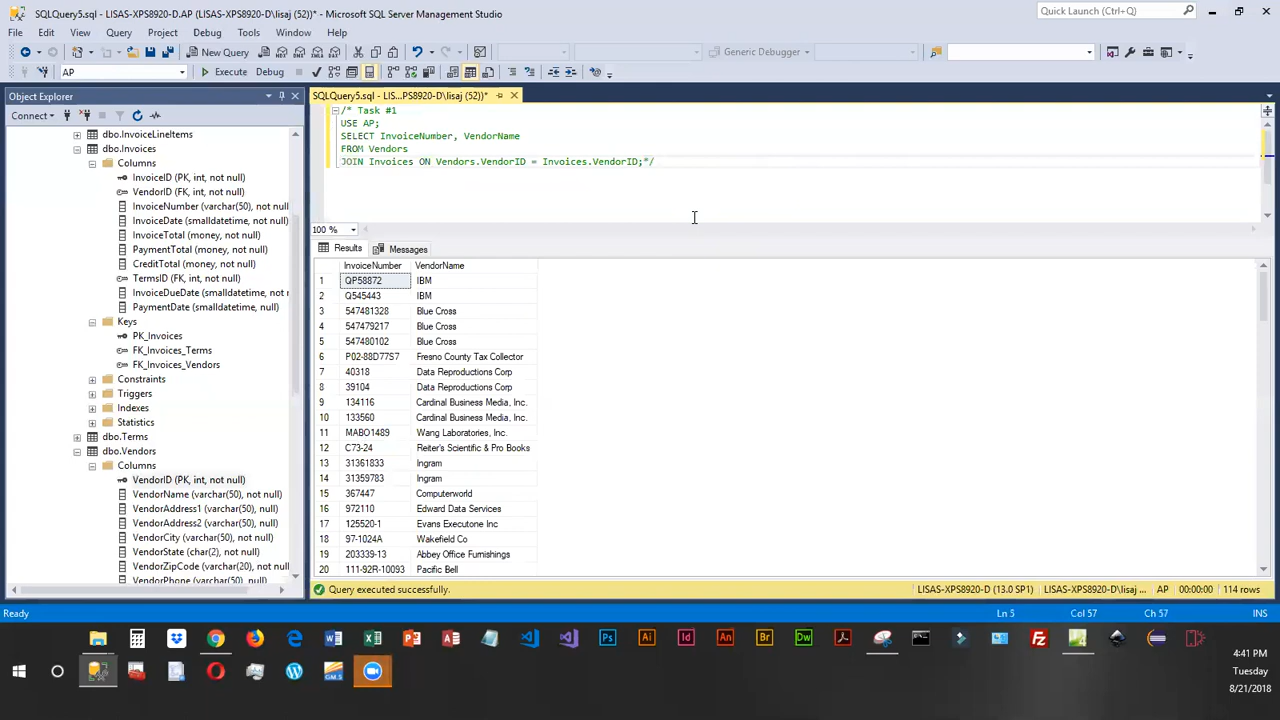 SQLQuery5.sql - LISAS-XPS8920-D.AP (LISAS-XPS8920-D\lisaj (52))* - Microsoft SQL Server Management Studio
Quick Launch (Ctrl+Q)
File Edit View Query Project Debug Tools Window Help
New Query
Generic Debugger
AP
Execute Debug
Object Explorer
SQLQuery5.sql - LIS...PS8920-D\lisaj (52))*
Connect
dbo.InvoiceLineItems
dbo.Invoices
Columns
InvoiceID (PK, int, not null)
VendorID (FK, int, not null)
InvoiceNumber (varchar(50), not null)
InvoiceDate (smalldatetime, not null)
InvoiceTotal (money, not null)
PaymentTotal (money, not null)
CreditTotal (money, not null)
TermsID (FK, int, not null)
InvoiceDueDate (smalldatetime, not n
PaymentDate (smalldatetime, null)
Keys
PK_Invoices
FK_Invoices_Terms
FK_Invoices_Vendors
Constraints
Triggers
Indexes
Statistics
dbo.Terms
dbo.Vendors
Columns
VendorID (PK, int, not null)
VendorName (varchar(50), not null)
VendorAddress1 (varchar(50), null)
VendorAddress2 (varchar(50), null)
VendorCity (varchar(50), not null)
VendorState (char(2), not null)
VendorZipCode (varchar(20), not null)
VendorPhone (varchar(50), null)
/* Task #1
USE AP;
SELECT InvoiceNumber, VendorName
FROM Vendors
JOIN Invoices ON Vendors.VendorID = Invoices.VendorID;*/
100 %
Results Messages
InvoiceNumber VendorName
1 QP58872 IBM
2 Q545443 IBM
3 547481328 Blue Cross
4 547479217 Blue Cross
5 547480102 Blue Cross
6 P02-88D77S7 Fresno County Tax Collector
7 40318 Data Reproductions Corp
8 39104 Data Reproductions Corp
9 134116 Cardinal Business Media, Inc.
10 133560 Cardinal Business Media, Inc.
11 MABO1489 Wang Laboratories, Inc.
12 C73-24 Reiter's Scientific & Pro Books
13 31361833 Ingram
14 31359783 Ingram
15 367447 Computerworld
16 972110 Edward Data Services
17 125520-1 Evans Executone Inc
18 97-1024A Wakefield Co
19 203339-13 Abbey Office Furnishings
20 111-92R-10093 Pacific Bell
Query executed successfully.
LISAS-XPS8920-D (13.0 SP1) LISAS-XPS8920-D\lisaj ... AP 00:00:00 114 rows
Ready Ln 5 Col 57 Ch 57 INS
Ps Ai Id An Br Dw
GM.S
4:41 PM
Tuesday
8/21/2018